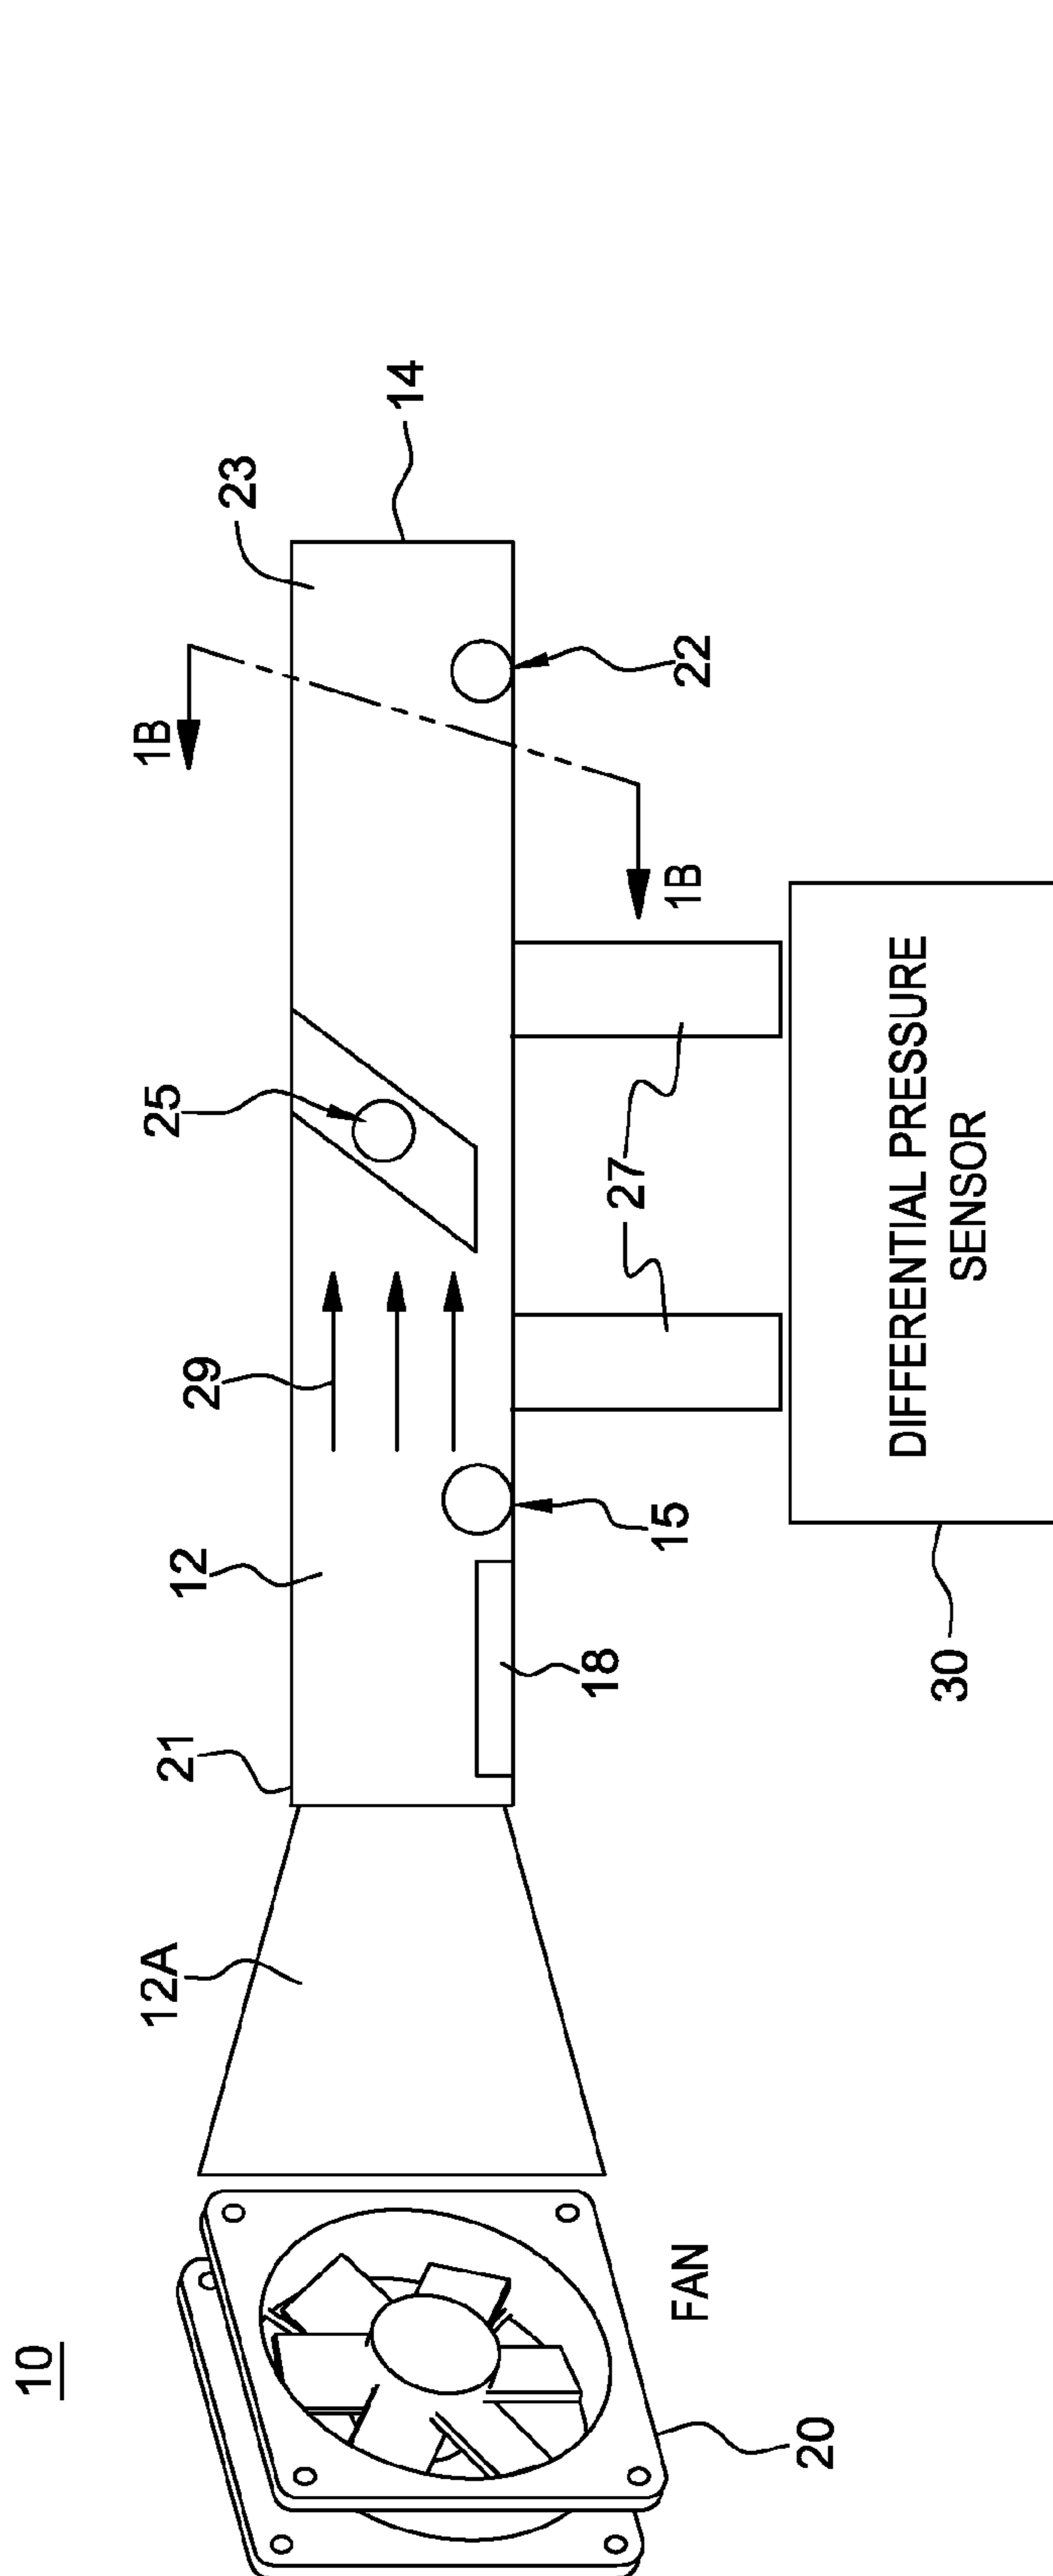 10
12A
21
12
29
25
1B
23
14
20
FAN
18
15
27
1B
22
30
DIFFERENTIAL PRESSURE
SENSOR